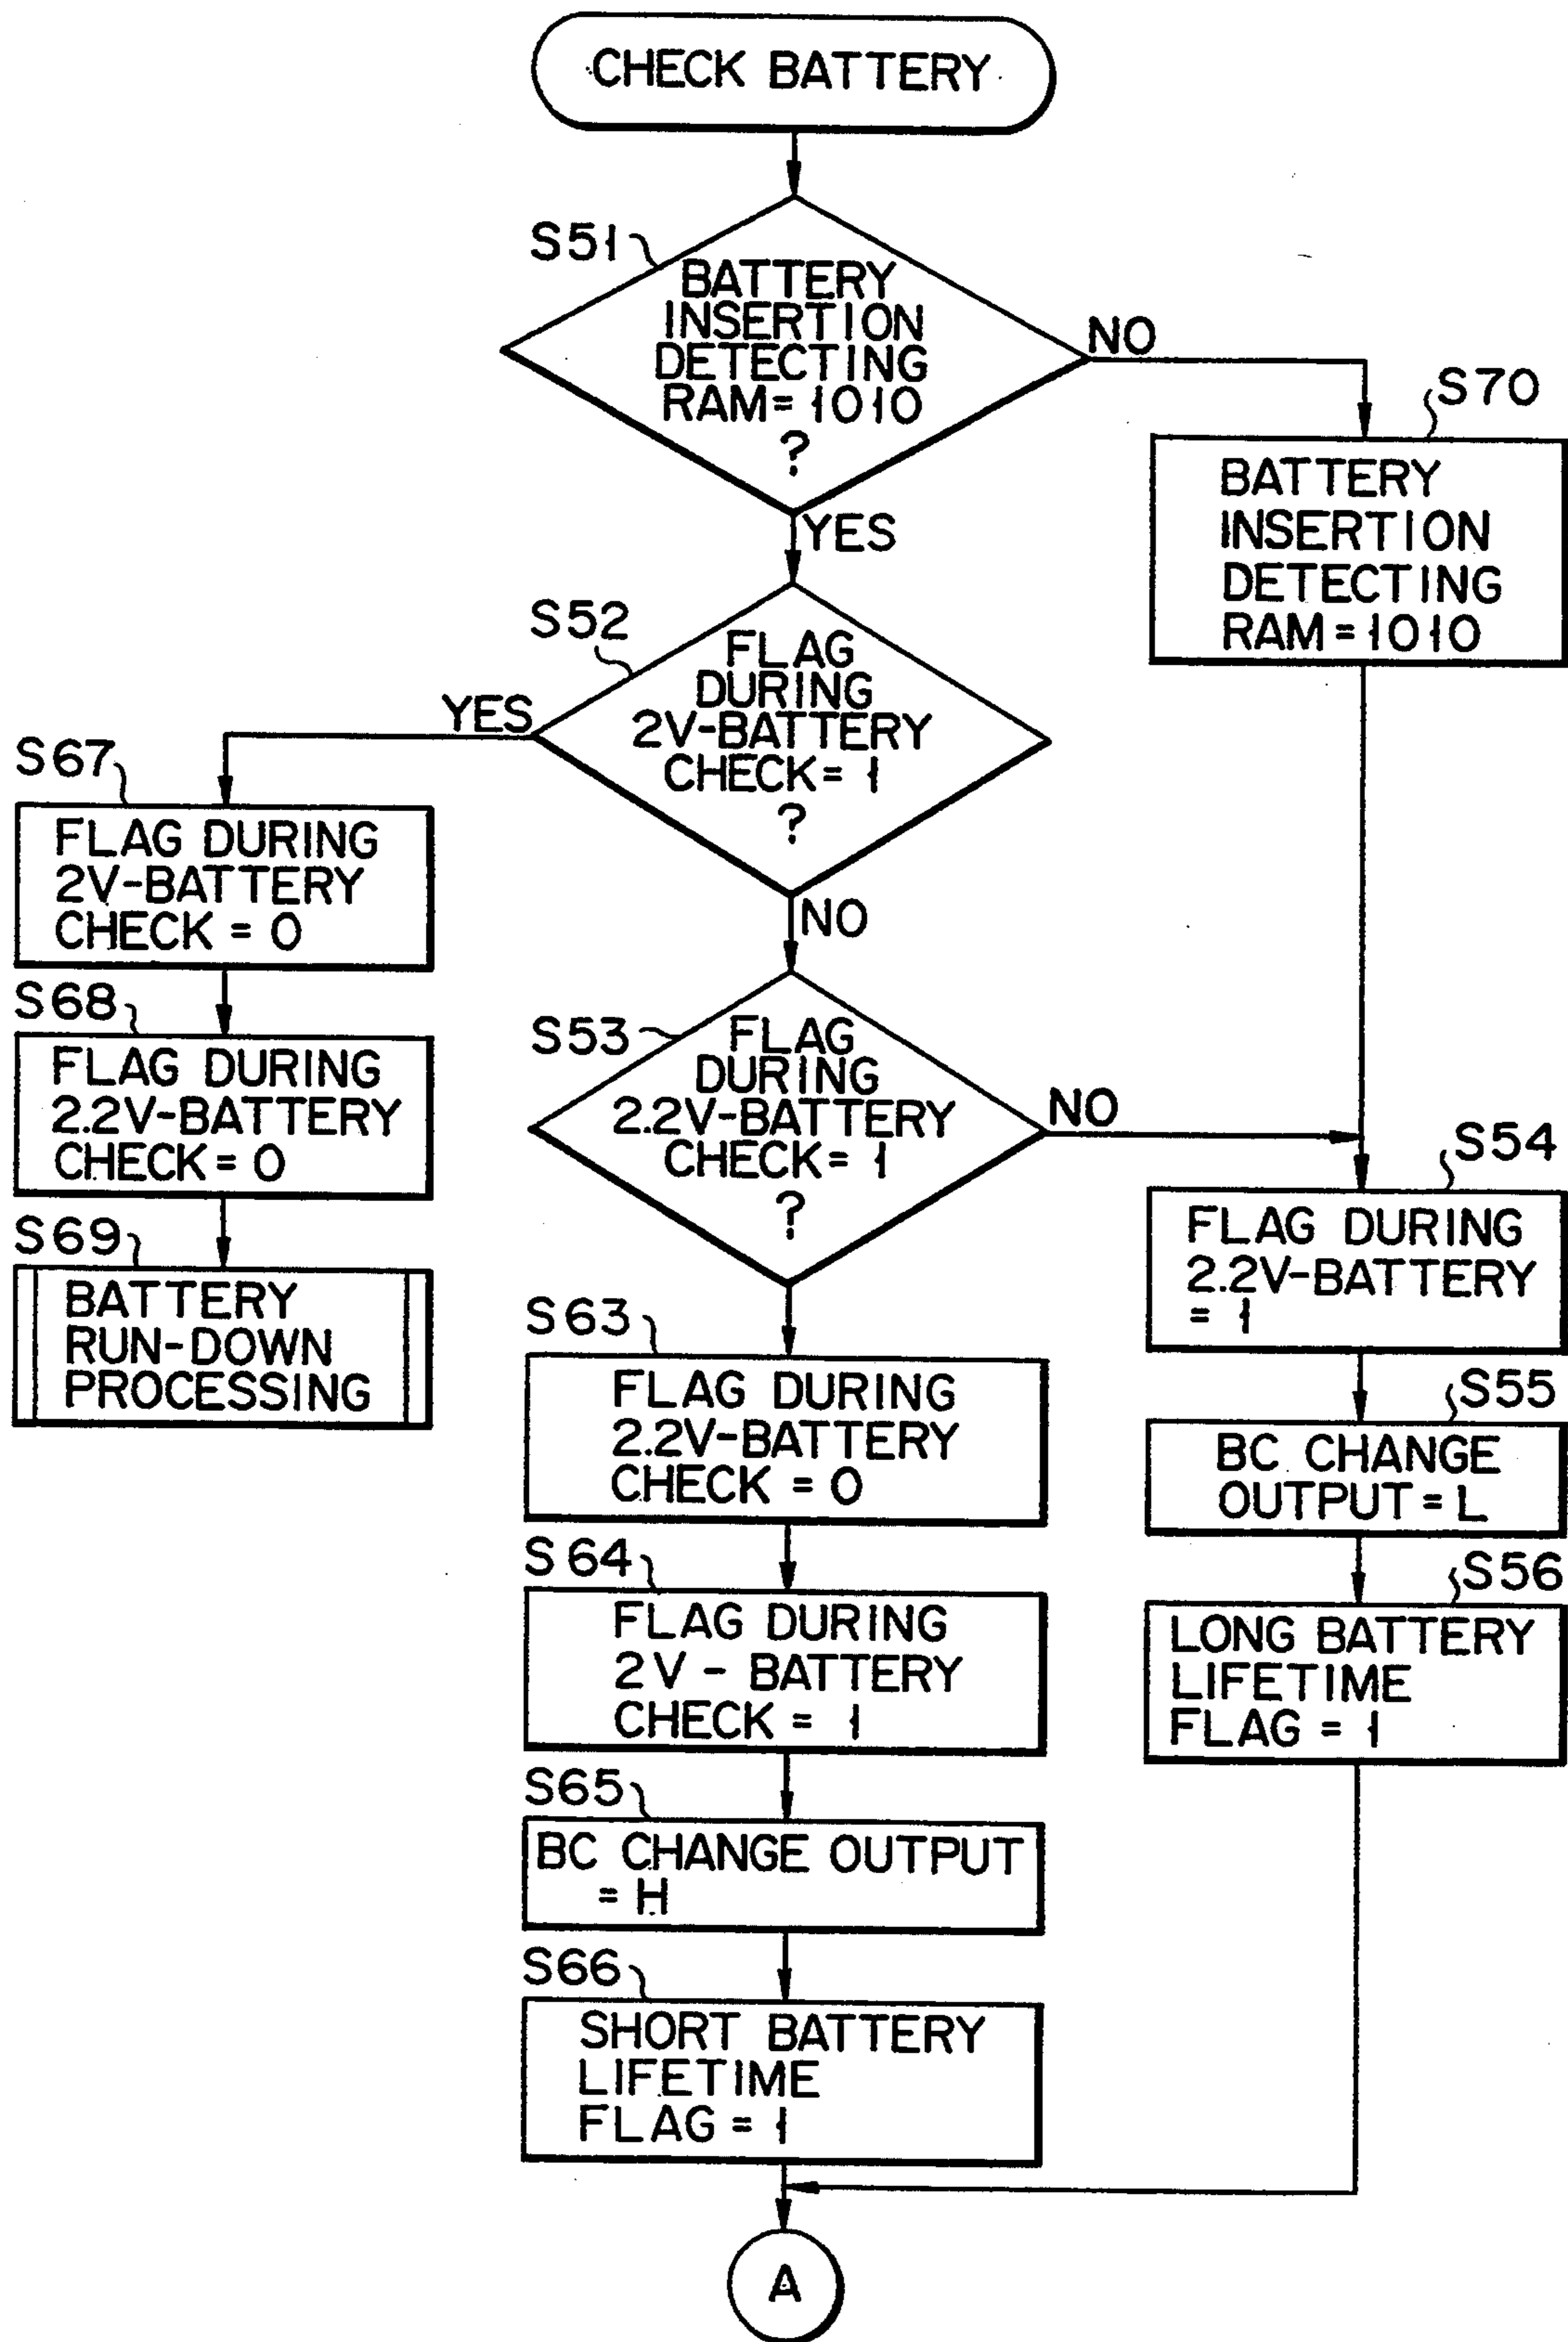 CHECK BATTERY
S51
BATTERY
INSERTION
DETECTING
RAM=1010
?
NO
YES
S70
BATTERY
INSERTION
DETECTING
RAM=1010
S52
FLAG
DURING
2V-BATTERY
CHECK=1
?
YES
NO
S67
FLAG DURING
2V-BATTERY
CHECK=0
S68
FLAG DURING
2.2V-BATTERY
CHECK=0
S69
BATTERY
RUN-DOWN
PROCESSING
S53
FLAG
DURING
2.2V-BATTERY
CHECK=1
?
NO
S63
FLAG DURING
2.2V-BATTERY
CHECK=0
S64
FLAG DURING
2V-BATTERY
CHECK=1
S65
BC CHANGE OUTPUT
=H
S66
SHORT BATTERY
LIFETIME
FLAG=1
S54
FLAG DURING
2.2V-BATTERY
=1
S55
BC CHANGE
OUTPUT=L
S56
LONG BATTERY
LIFETIME
FLAG=1
A